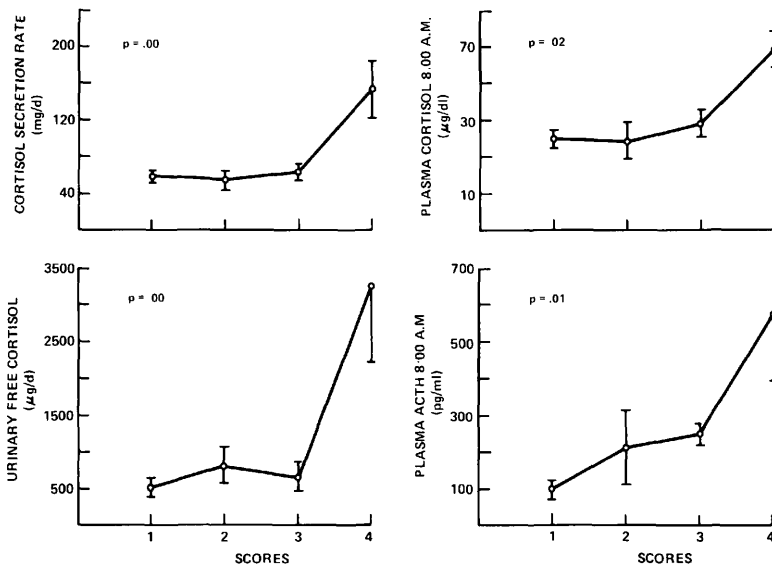 CORTISOL SECRETION RATE
(mg/d)
200
120
40
p = .00
PLASMA CORTISOL 8.00 A.M.
(µg/dl)
70
30
10
p = .02
URINARY FREE CORTISOL
(µg/d)
3500
2500
1500
500
p = 00
1 2 3 4
SCORES
PLASMA ACTH 8·00 A.M
(pg/ml)
700
500
300
100
p = .01
1 2 3 4
SCORES